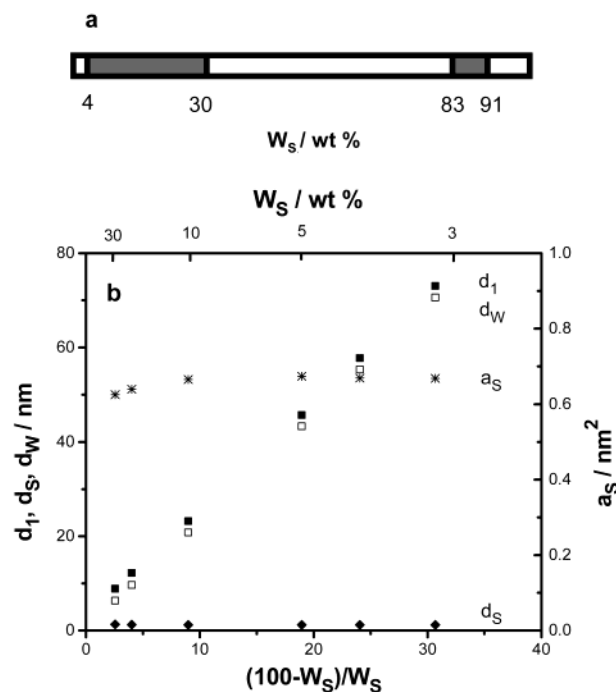 a
4 30 83 91
W_S / wt %
W_S / wt %
30 10 5 3
80 1.0
b
d_1
d_W
a_S
60 0.8
0.6
40
0.4
20
0.2
d_S
0 0.0
0 10 20 30 40
d_1, d_S, d_W / nm
a_S / nm²
(100-W_S)/W_S